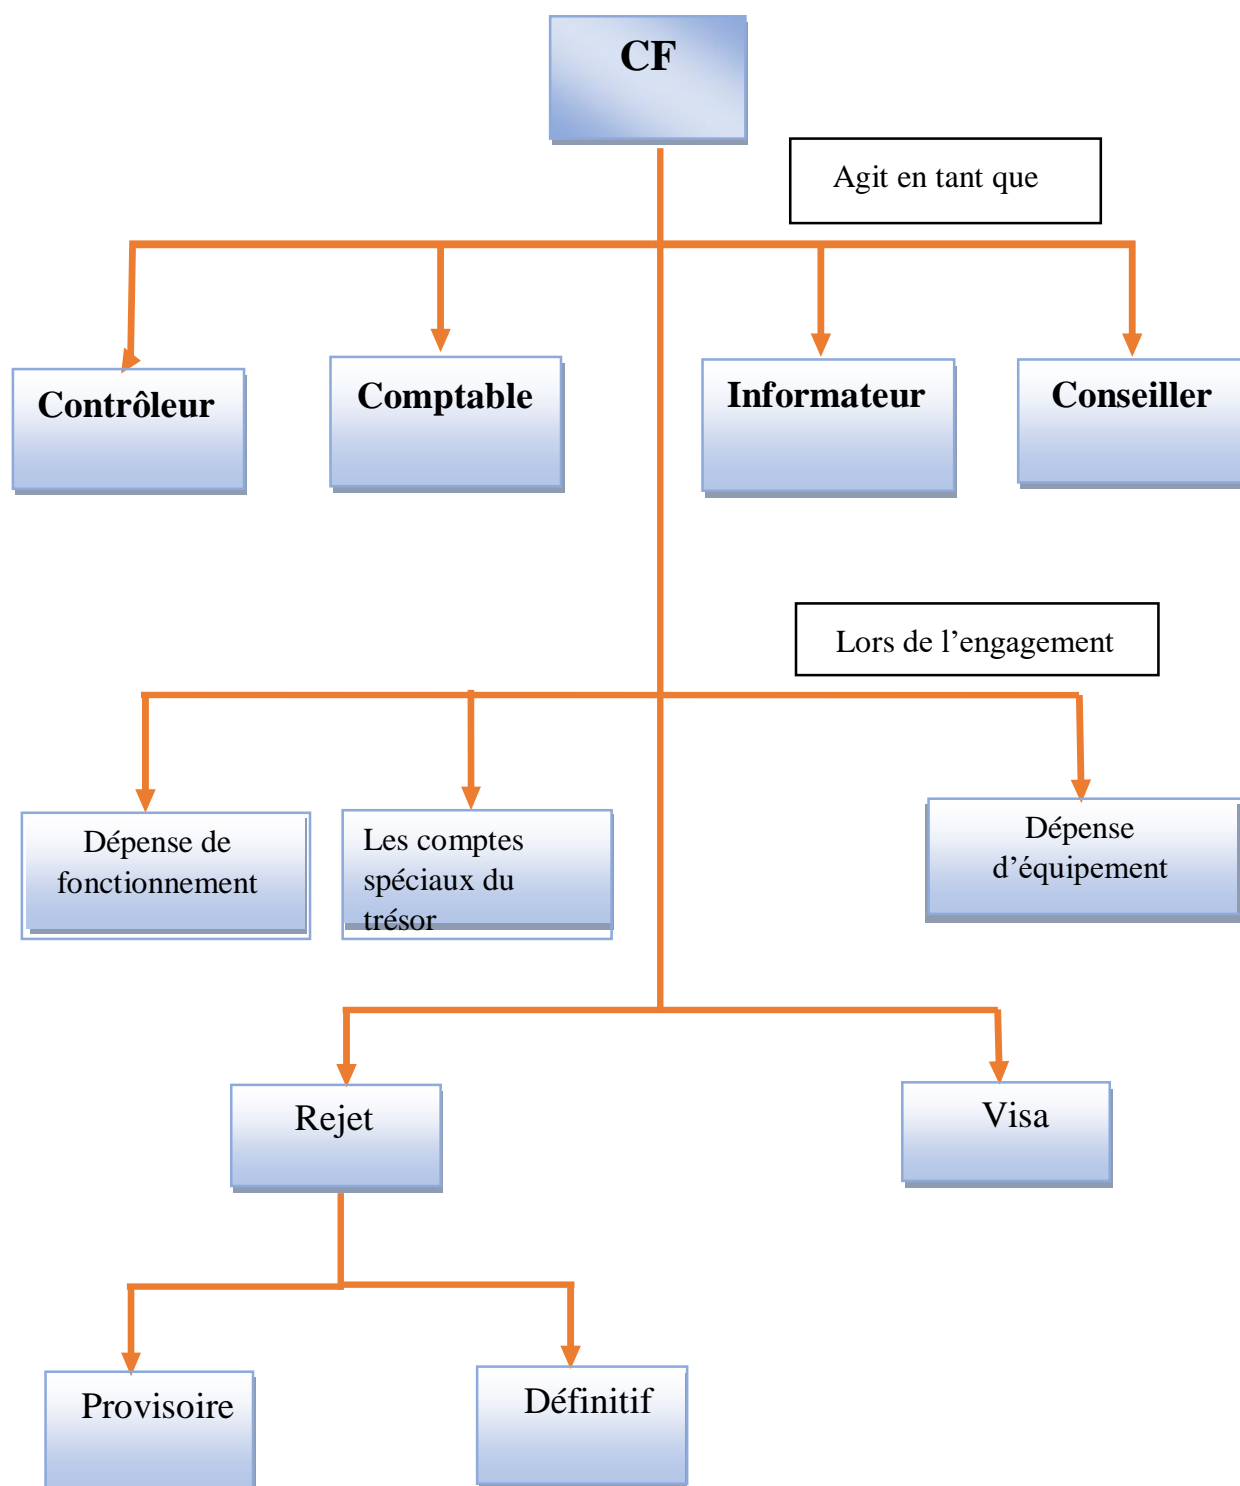 CF
Agit en tant que
Contrôleur
Comptable
Informateur
Conseiller
Lors de l’engagement
Dépense de
fonctionnement
Les comptes
spéciaux du
trésor
Dépense
d’équipement
Rejet
Visa
Provisoire
Définitif